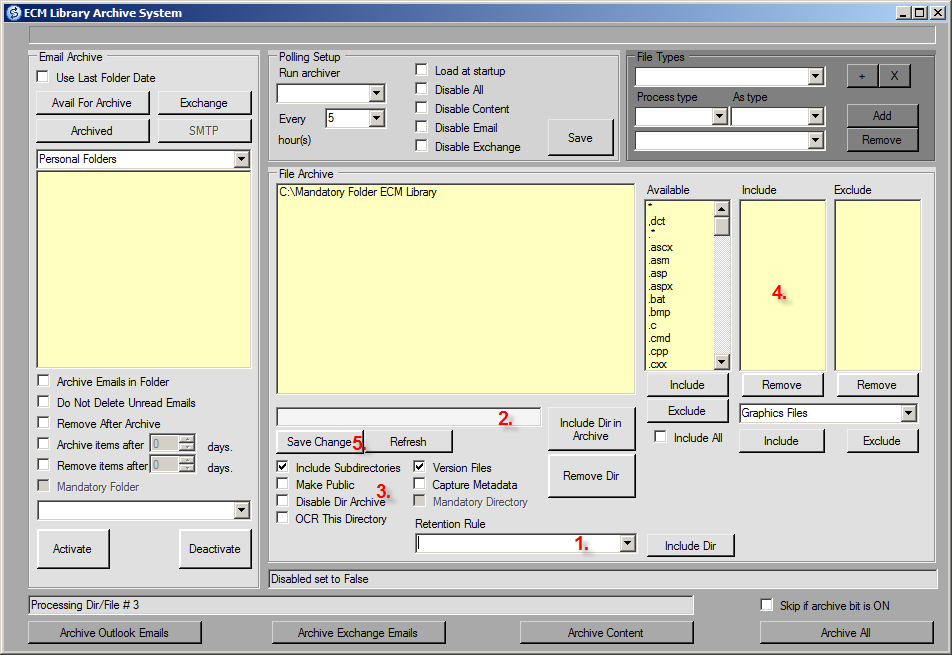 ECM Library Archive System
Email Archive
Use Last Folder Date
Avail For Archive
Exchange
Archived
SMTP
Personal Folders
Archive Emails in Folder
Do Not Delete Unread Emails
Remove After Archive
Archive items after 0 days.
Remove items after 0 days.
Mandatory Folder
Activate
Deactivate
Polling Setup
Run archiver
Every 5
hour(s)
Load at startup
Disable All
Disable Content
Disable Email
Disable Exchange
Save
File Types
+ X
Process type As type
Add
Remove
File Archive
C:\Mandatory Folder ECM Library
2.
Save Change 5. Refresh
Include Dir in
Archive
Remove Dir
Include Subdirectories
Make Public
3.
Disable Dir Archive
OCR This Directory
Version Files
Capture Metadata
Mandatory Directory
Retention Rule
1.
Include Dir
Available
*
,dct
.*
.ascx
.asm
.asp
.aspx
.bat
.bmp
.c
.cmd
.cpp
.cxx
Include
Exclude
Include All
Include
4.
Remove
Exclude
Remove
Graphics Files
Include
Exclude
Disabled set to False
Processing Dir/File # 3
Skip if archive bit is ON
Archive Outlook Emails
Archive Exchange Emails
Archive Content
Archive All